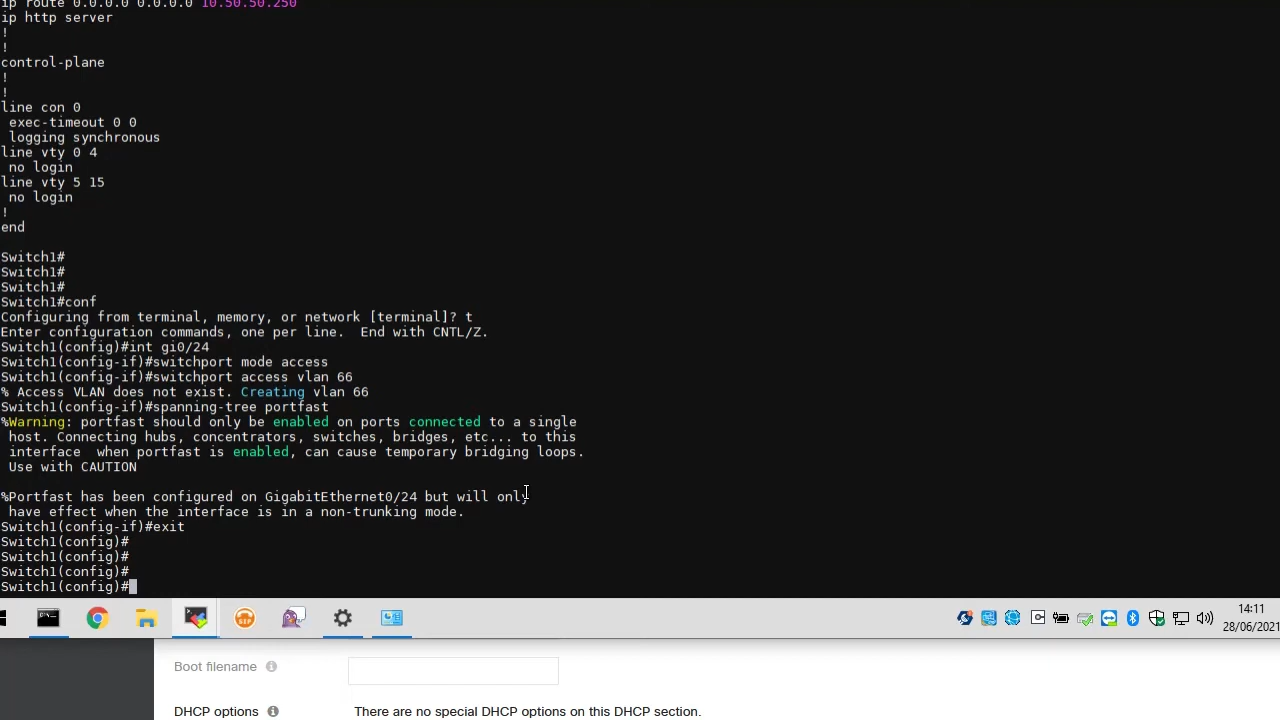 ip route 0.0.0.0 0.0.0.0 10.50.50.250
ip http server
!
!
control-plane
!
!
line con 0
 exec-timeout 0 0
 logging synchronous
line vty 0 4
 no login
line vty 5 15
 no login
!
end
Switch1#
Switch1#
Switch1#
Switch1#conf
Configuring from terminal, memory, or network [terminal]? t
Enter configuration commands, one per line.  End with CNTL/Z.
Switch1(config)#int gi0/24
Switch1(config-if)#switchport mode access
Switch1(config-if)#switchport access vlan 66
% Access VLAN does not exist. Creating vlan 66
Switch1(config-if)#spanning-tree portfast
%Warning: portfast should only be enabled on ports connected to a single
 host. Connecting hubs, concentrators, switches, bridges, etc... to this
 interface  when portfast is enabled, can cause temporary bridging loops.
 Use with CAUTION
%Portfast has been configured on GigabitEthernet0/24 but will only
 have effect when the interface is in a non-trunking mode.
Switch1(config-if)#exit
Switch1(config)#
Switch1(config)#
Switch1(config)#
Switch1(config)#
SIP
14:11
28/06/2021
Boot filename
DHCP options
There are no special DHCP options on this DHCP section.